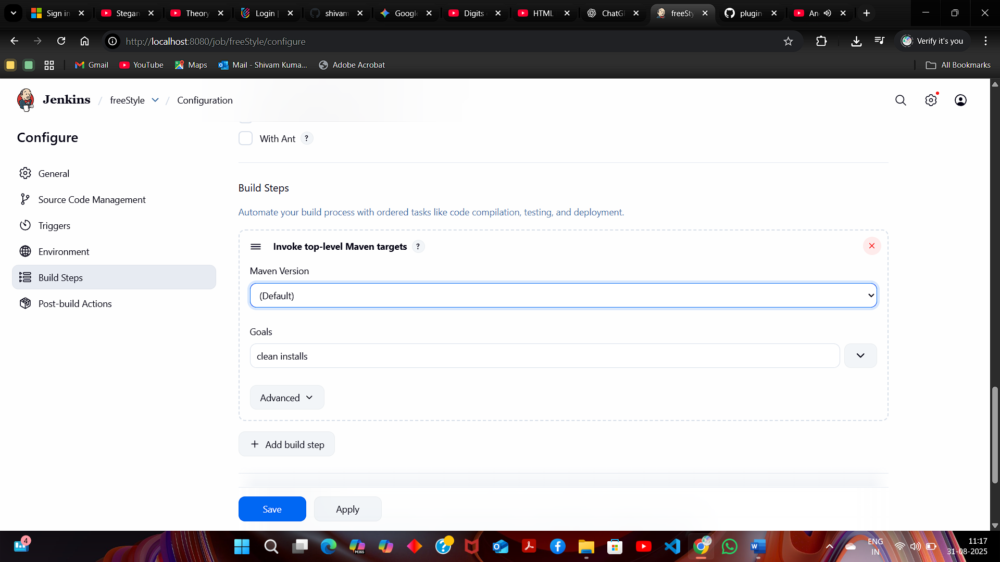 Sign in
Stegan
Theory
Login |
shivam
Google
Digits
HTML
ChatG
freeSty
plugin
An
http://localhost:8080/job/freeStyle/configure
Verify it's you
Gmail
YouTube
Maps
Mail - Shivam Kuma...
Adobe Acrobat
All Bookmarks
Jenkins / freeStyle / Configuration
Configure
General
Source Code Management
Triggers
Environment
Build Steps
Post-build Actions
With Ant ?
Build Steps
Automate your build process with ordered tasks like code compilation, testing, and deployment.
Invoke top-level Maven targets ?
Maven Version
(Default)
Goals
clean installs
Advanced
+ Add build step
Save
Apply
4
M365
ENG
IN
11:17
31-08-2025